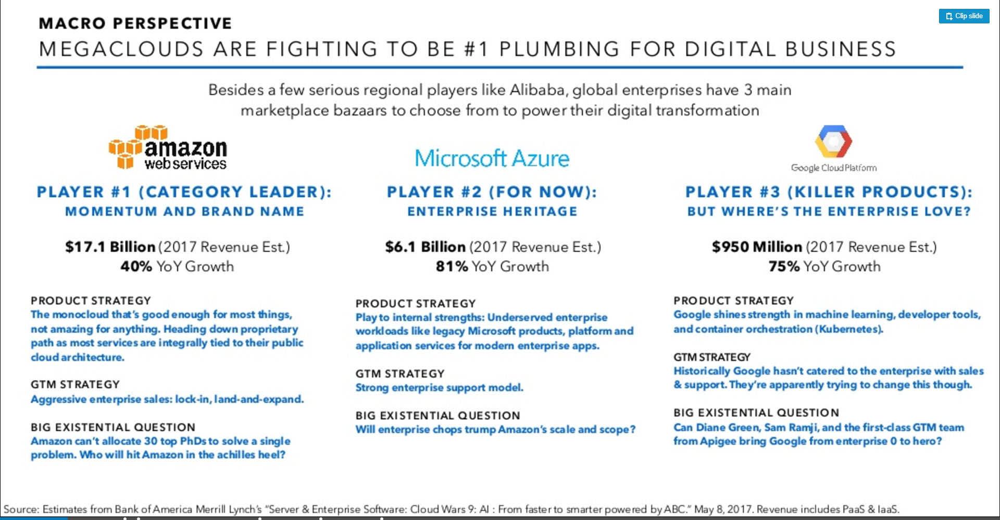 Clip slide
MACRO PERSPECTIVE
MEGACLOUDS ARE FIGHTING TO BE #1 PLUMBING FOR DIGITAL BUSINESS
Besides a few serious regional players like Alibaba, global enterprises have 3 main
marketplace bazaars to choose from to power their digital transformation
amazon
web services
PLAYER #1 (CATEGORY LEADER):
MOMENTUM AND BRAND NAME
$17.1 Billion (2017 Revenue Est.)
40% YoY Growth
PRODUCT STRATEGY
The monocloud that's good enough for most things,
not amazing for anything. Heading down proprietary
path as most services are integrally tied to their public
cloud architecture.
GTM STRATEGY
Aggressive enterprise sales: lock-in, land-and-expand.
BIG EXISTENTIAL QUESTION
Amazon can't allocate 30 top PhDs to solve a single
problem. Who will hit Amazon in the achilles heel?
Microsoft Azure
PLAYER #2 (FOR NOW):
ENTERPRISE HERITAGE
$6.1 Billion (2017 Revenue Est.)
81% YoY Growth
PRODUCT STRATEGY
Play to internal strengths: Underserved enterprise
workloads like legacy Microsoft products, platform and
application services for modern enterprise apps.
GTM STRATEGY
Strong enterprise support model.
BIG EXISTENTIAL QUESTION
Will enterprise chops trump Amazon's scale and scope?
Google Cloud Platform
PLAYER #3 (KILLER PRODUCTS):
BUT WHERE'S THE ENTERPRISE LOVE?
$950 Million (2017 Revenue Est.)
75% YoY Growth
PRODUCT STRATEGY
Google shines strength in machine learning, developer tools,
and container orchestration (Kubernetes).
GTM STRATEGY
Historically Google hasn't catered to the enterprise with sales
& support. They're apparently trying to change this though.
BIG EXISTENTIAL QUESTION
Can Diane Green, Sam Ramji, and the first-class GTM team
from Apigee bring Google from enterprise 0 to hero?
Source: Estimates from Bank of America Merrill Lynch's "Server & Enterprise Software: Cloud Wars 9: AI : From faster to smarter powered by ABC." May 8, 2017. Revenue includes PaaS & IaaS.